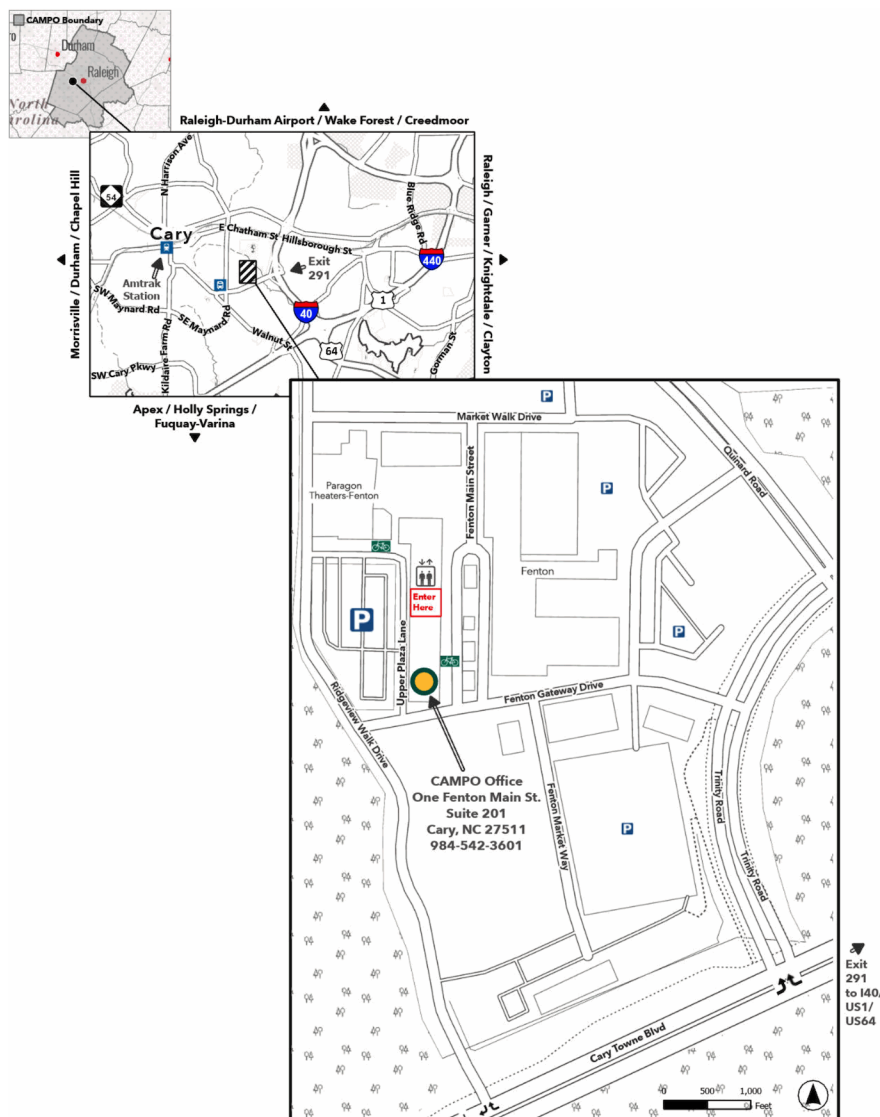 CAMPO Boundary
ro
Durham
Raleigh
North
Carolina
Raleigh-Durham Airport / Wake Forest / Creedmoor
Morrisville / Durham / Chapel Hill
Raleigh / Garner / Knightdale / Clayton
Apex / Holly Springs /
Fuquay-Varina
54
N Harrison Ave
Blue Ridge Rd
Cary
E Chatham St
Hillsborough St
Exit
291
440
Amtrak
Station
SW Maynard Rd
SE Maynard Rd
40
1
Kildaire Farm Rd
Walnut St
64
Gorman St
SW Cary Pkwy
P
Market Walk Drive
Quinard Road
Fenton Main Street
Paragon
Theaters-Fenton
P
Fenton
Enter
Here
P
P
Upper Plaza Lane
Ridgeview Walk Drive
Fenton Gateway Drive
CAMPO Office
One Fenton Main St.
Suite 201
Cary, NC 27511
984-542-3601
Fenton Market Way
P
Trinity Road
Trinity Road
Exit
291
to I40/
US1/
US64
Cary Towne Blvd
0 500 1,000
Feet